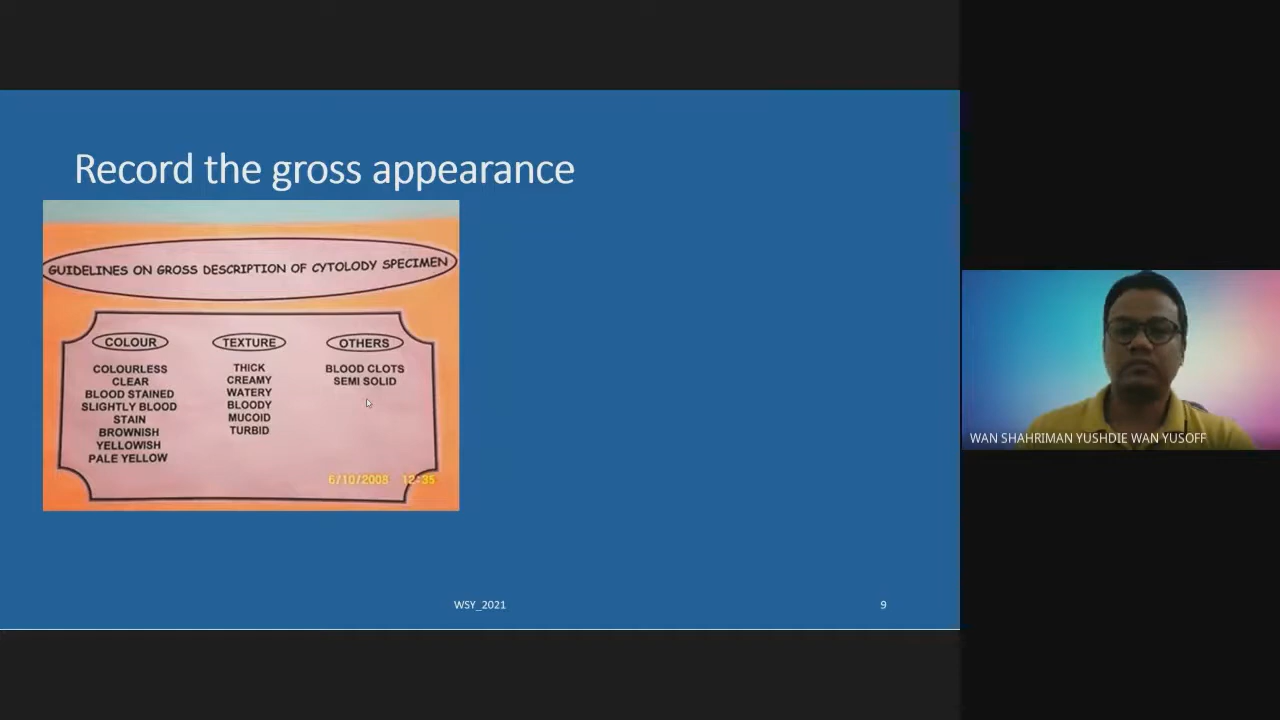 Record the gross appearance
GUIDELINES ON GROSS DESCRIPTION OF CYTOLODY SPECIMEN
COLOUR
COLOURLESS
CLEAR
BLOOD STAINED
SLIGHTLY BLOOD
STAIN
BROWNISH
YELLOWISH
PALE YELLOW
TEXTURE
THICK
CREAMY
WATERY
BLOODY
MUCOID
TURBID
OTHERS
BLOOD CLOTS
SEMI SOLID
6/10/2008 12:35
WSY_2021
9
WAN SHAHRIMAN YUSHDIE WAN YUSOFF